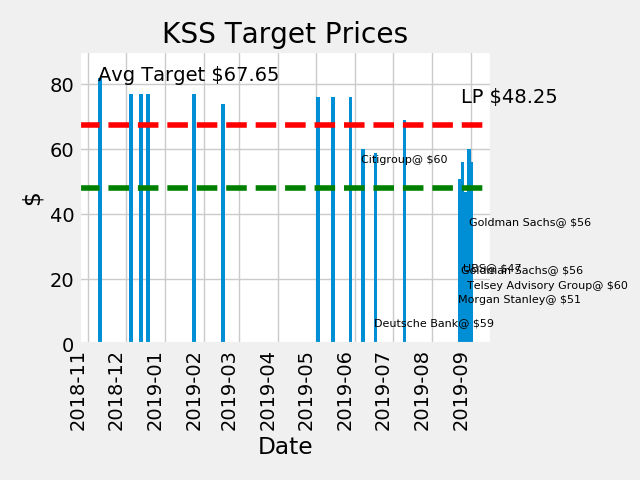 KSS Target Prices
Avg Target $67.65
LP $48.25
80
60
40
20
0
$
Citigroup@ $60
Goldman Sachs@ $56
UBS@ $47
Goldman Sachs@ $56
Telsey Advisory Group@ $60
Morgan Stanley@ $51
Deutsche Bank@ $59
2018-11
2018-12
2019-01
2019-02
2019-03
2019-04
2019-05
2019-06
2019-07
2019-08
2019-09
Date